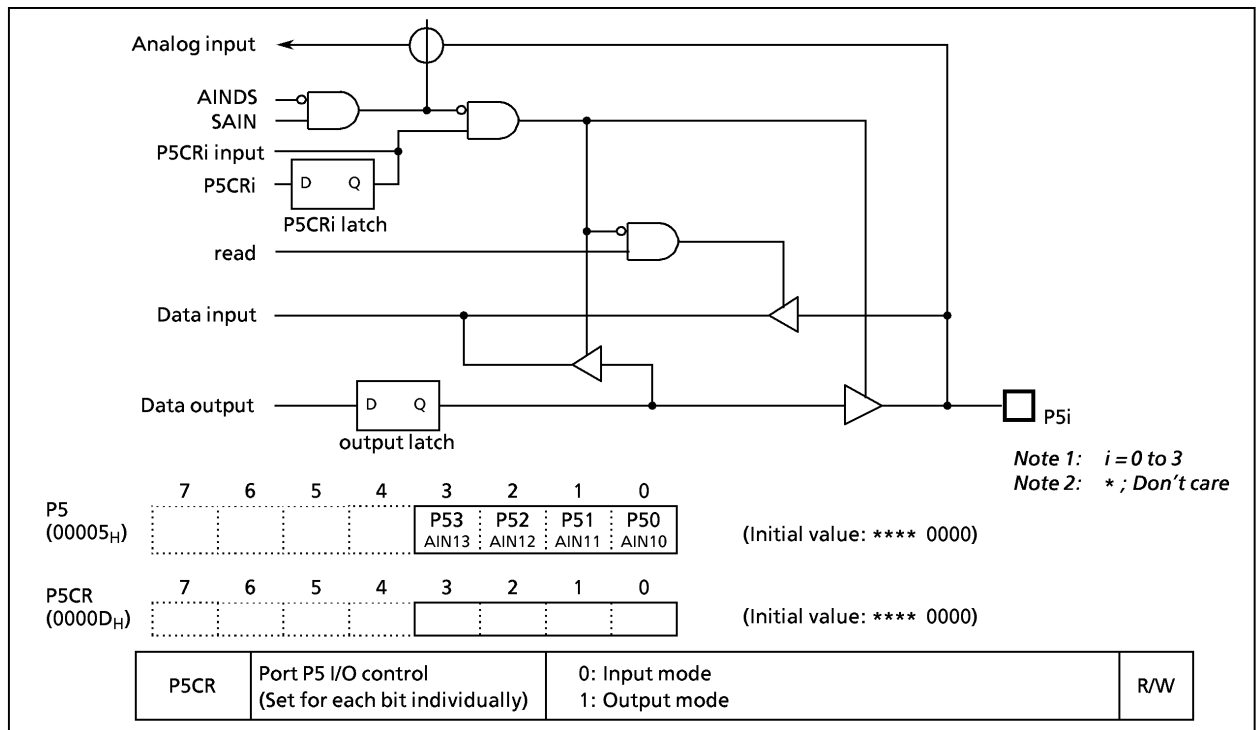 Analog input
AINDS
SAIN
P5CRi input
P5CRi
D Q
P5CRi latch
read
Data input
Data output
D Q
output latch
P5i
Note 1: i = 0 to 3
Note 2: * ; Don't care
7 6 5 4 3 2 1 0
P5
(00005H)
P53 P52 P51 P50
AIN13 AIN12 AIN11 AIN10
(Initial value: **** 0000)
7 6 5 4 3 2 1 0
P5CR
(0000DH)
(Initial value: **** 0000)
P5CR
Port P5 I/O control
(Set for each bit individually)
0: Input mode
1: Output mode
R/W